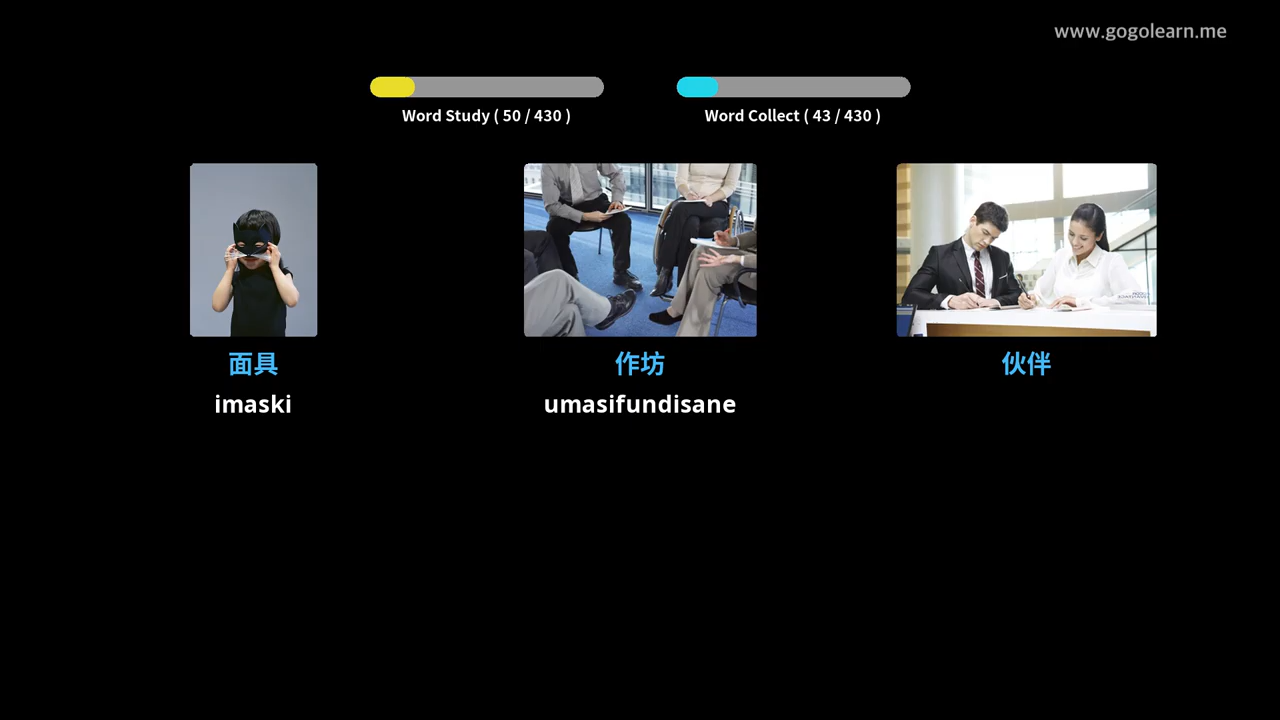 www.gogolearn.me
Word Study ( 50 / 430 )
Word Collect ( 43 / 430 )
面具
作坊
伙伴
imaski
umasifundisane